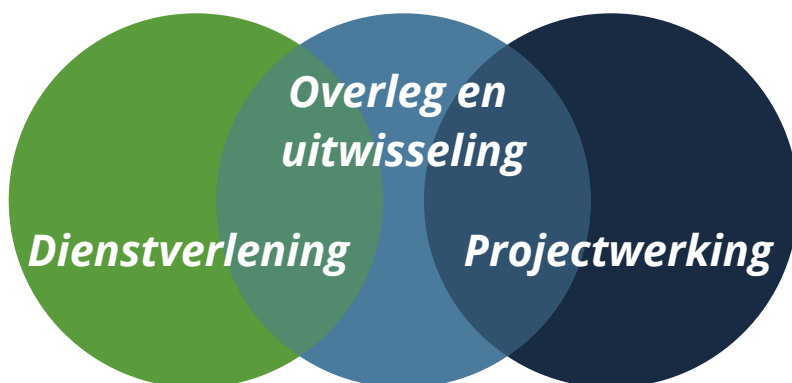 Overleg en
uitwisseling
Dienstverlening
Projectwerking